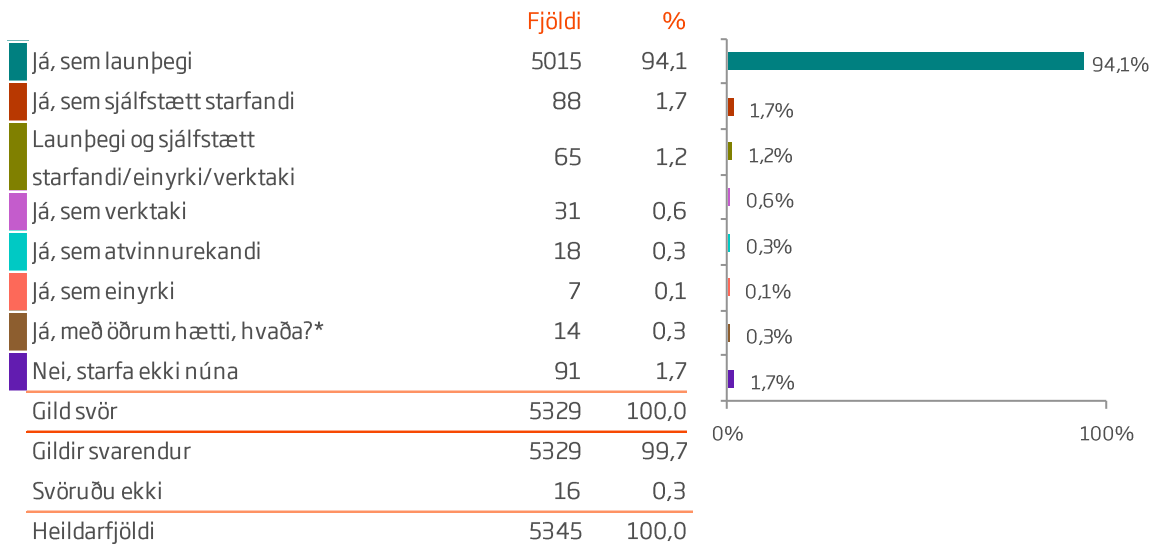 Fjöldi %
Já, sem launþegi 5015 94,1
Já, sem sjálfstætt starfandi 88 1,7
Launþegi og sjálfstætt
starfandi/einyrki/verktaki 65 1,2
Já, sem verktaki 31 0,6
Já, sem atvinnurekandi 18 0,3
Já, sem einyrki 7 0,1
Já, með öðrum hætti, hvaða?* 14 0,3
Nei, starfa ekki núna 91 1,7
Gild svör 5329 100,0
Gildir svarendur 5329 99,7
Svöruðu ekki 16 0,3
Heildarfjöldi 5345 100,0
94,1%
1,7%
1,2%
0,6%
0,3%
0,1%
0,3%
1,7%
0% 100%